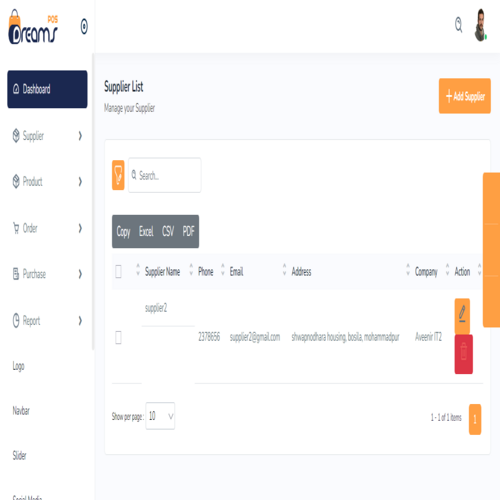 POS
Dreams
Dashboard
Supplier
Product
Order
Purchase
Report
Logo
Navbar
Slider
Social Media
Supplier List
Manage your Supplier
Add Supplier
Search...
Copy Excel CSV PDF
Supplier Name Phone Email Address Company Action
supplier2
2378656 supplier2@gmail.com shwapnodhara housing, bosila, mohammadpur Aveenir IT2
Show per page : 10
1 - 1 of 1 items
1